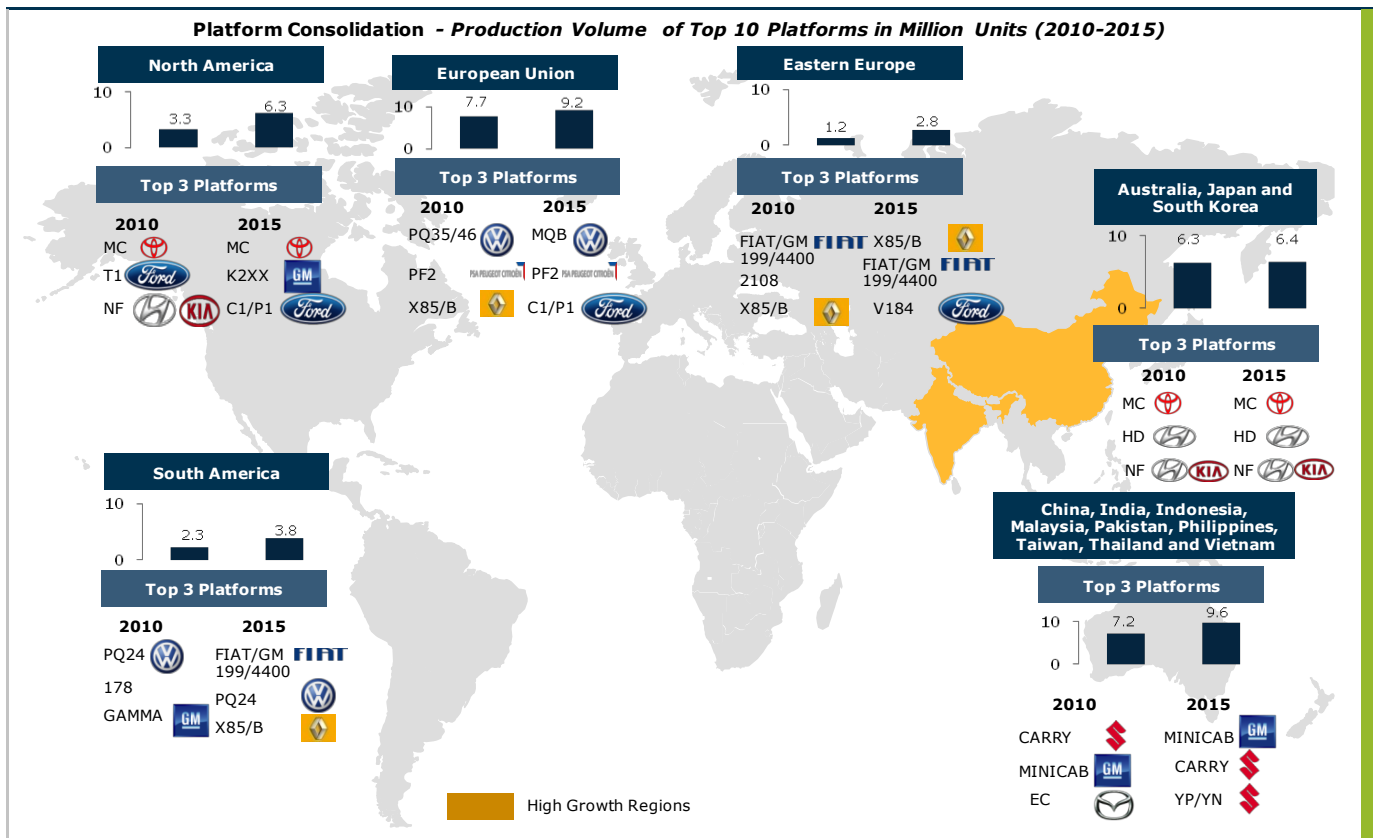 Platform Consolidation - Production Volume of Top 10 Platforms in Million Units (2010-2015)
North America
10
0
3.3
6.3
Top 3 Platforms
2010 2015
MC MC
T1 Ford K2XX GM
NF KIA C1/P1 Ford
European Union
10
0
7.7
9.2
Top 3 Platforms
2010 2015
PQ35/46 MQB
PF2 PSA PEUGEOT CITROËN PF2 PSA PEUGEOT CITROËN
X85/B C1/P1 Ford
Eastern Europe
10
0
1.2
2.8
Top 3 Platforms
2010 2015
FIAT/GM FIAT X85/B
199/4400 FIAT/GM FIAT
2108 199/4400
X85/B V184 Ford
Australia, Japan and
South Korea
10
0
6.3
6.4
Top 3 Platforms
2010 2015
MC MC
HD HD
NF KIA NF KIA
South America
10
0
2.3
3.8
Top 3 Platforms
2010 2015
PQ24 FIAT/GM FIAT
199/4400
178 PQ24
GAMMA GM X85/B
China, India, Indonesia,
Malaysia, Pakistan, Philippines,
Taiwan, Thailand and Vietnam
Top 3 Platforms
10
0
7.2
9.6
2010 2015
CARRY MINICAB GM
MINICAB GM CARRY
EC YP/YN
High Growth Regions